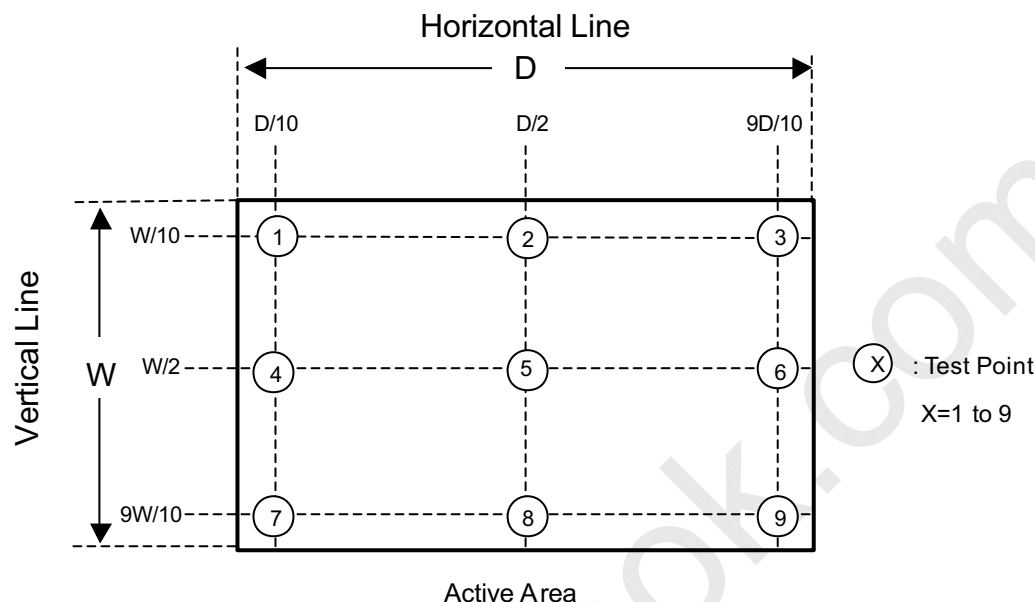 Horizontal Line
D
D/10 D/2 9D/10
W/10 1 2 3
Vertical Line
W
W/2 4 5 6
X : Test Point
X=1 to 9
9W/10 7 8 9
Active Area